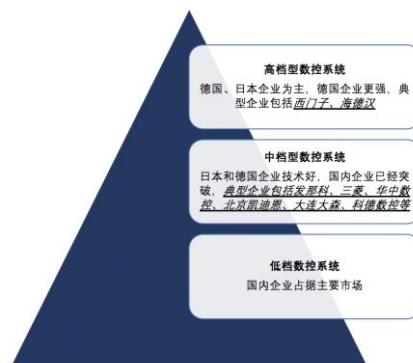 高档型数控系统
德国、日本企业为主，德国企业更强，典
型企业包括西门子、海德汉
中档型数控系统
日本和德国企业技术好，国内企业已经突
破，典型企业包括发那科、三菱、华中数
控、北京凯迪恩、大连大森、科德数控等
低档数控系统
国内企业占据主要市场